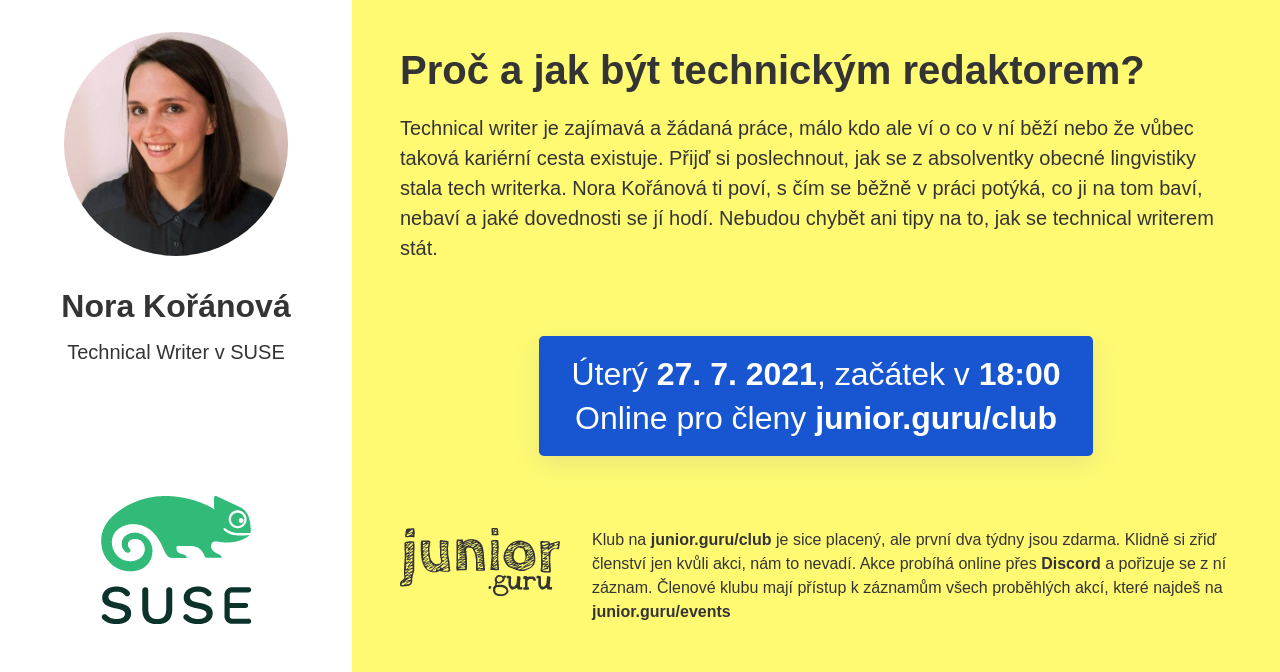 Nora Kořánová
Technical Writer v SUSE
SUSE
Proč a jak být technickým redaktorem?
Technical writer je zajímavá a žádaná práce, málo kdo ale ví o co v ní běží nebo že vůbec
taková kariérní cesta existuje. Přijď si poslechnout, jak se z absolventky obecné lingvistiky
stala tech writerka. Nora Kořánová ti poví, s čím se běžně v práci potýká, co ji na tom baví,
nebaví a jaké dovednosti se jí hodí. Nebudou chybět ani tipy na to, jak se technical writerem
stát.
Úterý 27. 7. 2021, začátek v 18:00
Online pro členy junior.guru/club
junior
.guru
Klub na junior.guru/club je sice placený, ale první dva týdny jsou zdarma. Klidně si zřiď
členství jen kvůli akci, nám to nevadí. Akce probíhá online přes Discord a pořizuje se z ní
záznam. Členové klubu mají přístup k záznamům všech proběhlých akcí, které najdeš na
junior.guru/events